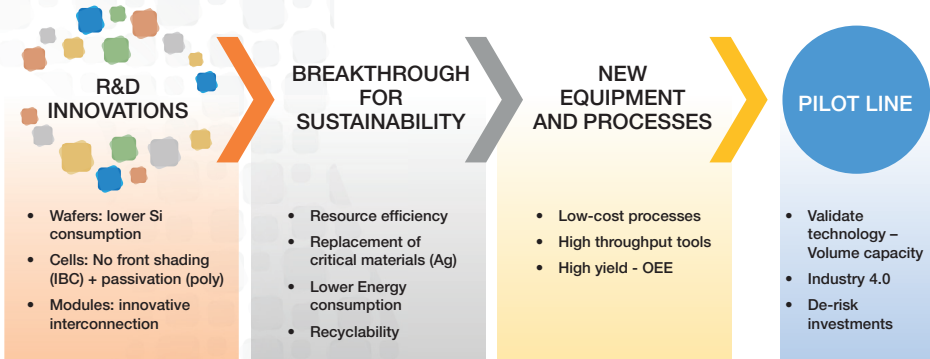 R&D
INNOVATIONS
• Wafers: lower Si
consumption
• Cells: No front shading
(IBC) + passivation (poly)
• Modules: innovative
interconnection
BREAKTHROUGH
FOR
SUSTAINABILITY
• Resource efficiency
• Replacement of
critical materials (Ag)
• Lower Energy
consumption
• Recyclability
NEW
EQUIPMENT
AND PROCESSES
• Low-cost processes
• High throughput tools
• High yield - OEE
PILOT LINE
• Validate
technology –
Volume capacity
• Industry 4.0
• De-risk
investments